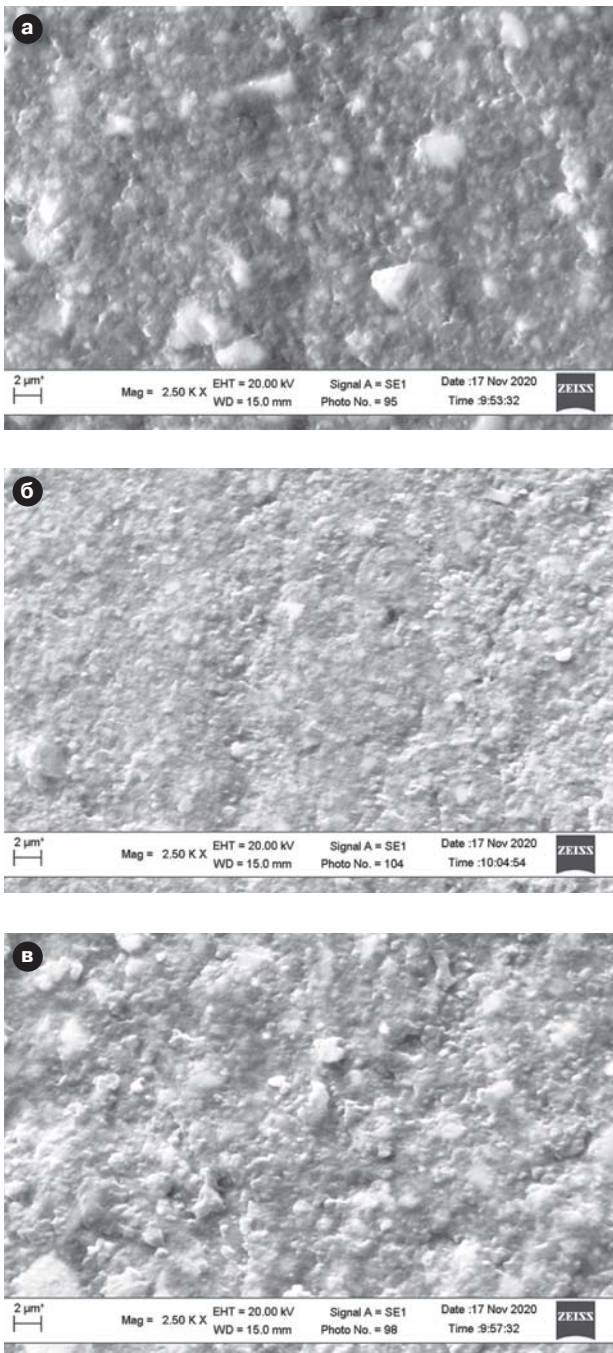 а
2 µm*
Mag = 2.50 K X
EHT = 20.00 kV
WD = 15.0 mm
Signal A = SE1
Photo No. = 95
Date :17 Nov 2020
Time :9:53:32
ZEISS
б
2 µm*
Mag = 2.50 K X
EHT = 20.00 kV
WD = 15.0 mm
Signal A = SE1
Photo No. = 104
Date :17 Nov 2020
Time :10:04:54
ZEISS
в
2 µm*
Mag = 2.50 K X
EHT = 20.00 kV
WD = 15.0 mm
Signal A = SE1
Photo No. = 98
Date :17 Nov 2020
Time :9:57:32
ZEISS